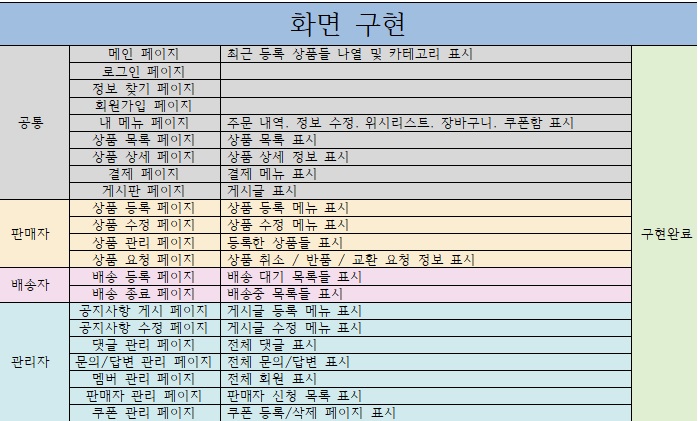 화면 구현
공통
메인 페이지 최근 등록 상품들 나열 및 카테고리 표시
로그인 페이지
정보 찾기 페이지
회원가입 페이지
내 메뉴 페이지 주문 내역. 정보 수정. 위시리스트. 장바구니. 쿠폰함 표시
상품 목록 페이지 상품 목록 표시
상품 상세 페이지 상품 상세 정보 표시
결제 페이지 결제 메뉴 표시
게시판 페이지 게시글 표시
판매자
상품 등록 페이지 상품 등록 메뉴 표시
상품 수정 페이지 상품 수정 메뉴 표시
상품 관리 페이지 등록한 상품들 표시
상품 요청 페이지 상품 취소 / 반품 / 교환 요청 정보 표시
배송자
배송 등록 페이지 배송 대기 목록들 표시
배송 종료 페이지 배송중 목록들 표시
관리자
공지사항 게시 페이지 게시글 등록 메뉴 표시
공지사항 수정 페이지 게시글 수정 메뉴 표시
댓글 관리 페이지 전체 댓글 표시
문의/답변 관리 페이지 전체 문의/답변 표시
멤버 관리 페이지 전체 회원 표시
판매자 관리 페이지 판매자 신청 목록 표시
쿠폰 관리 페이지 쿠폰 등록/삭제 페이지 표시
구현완료